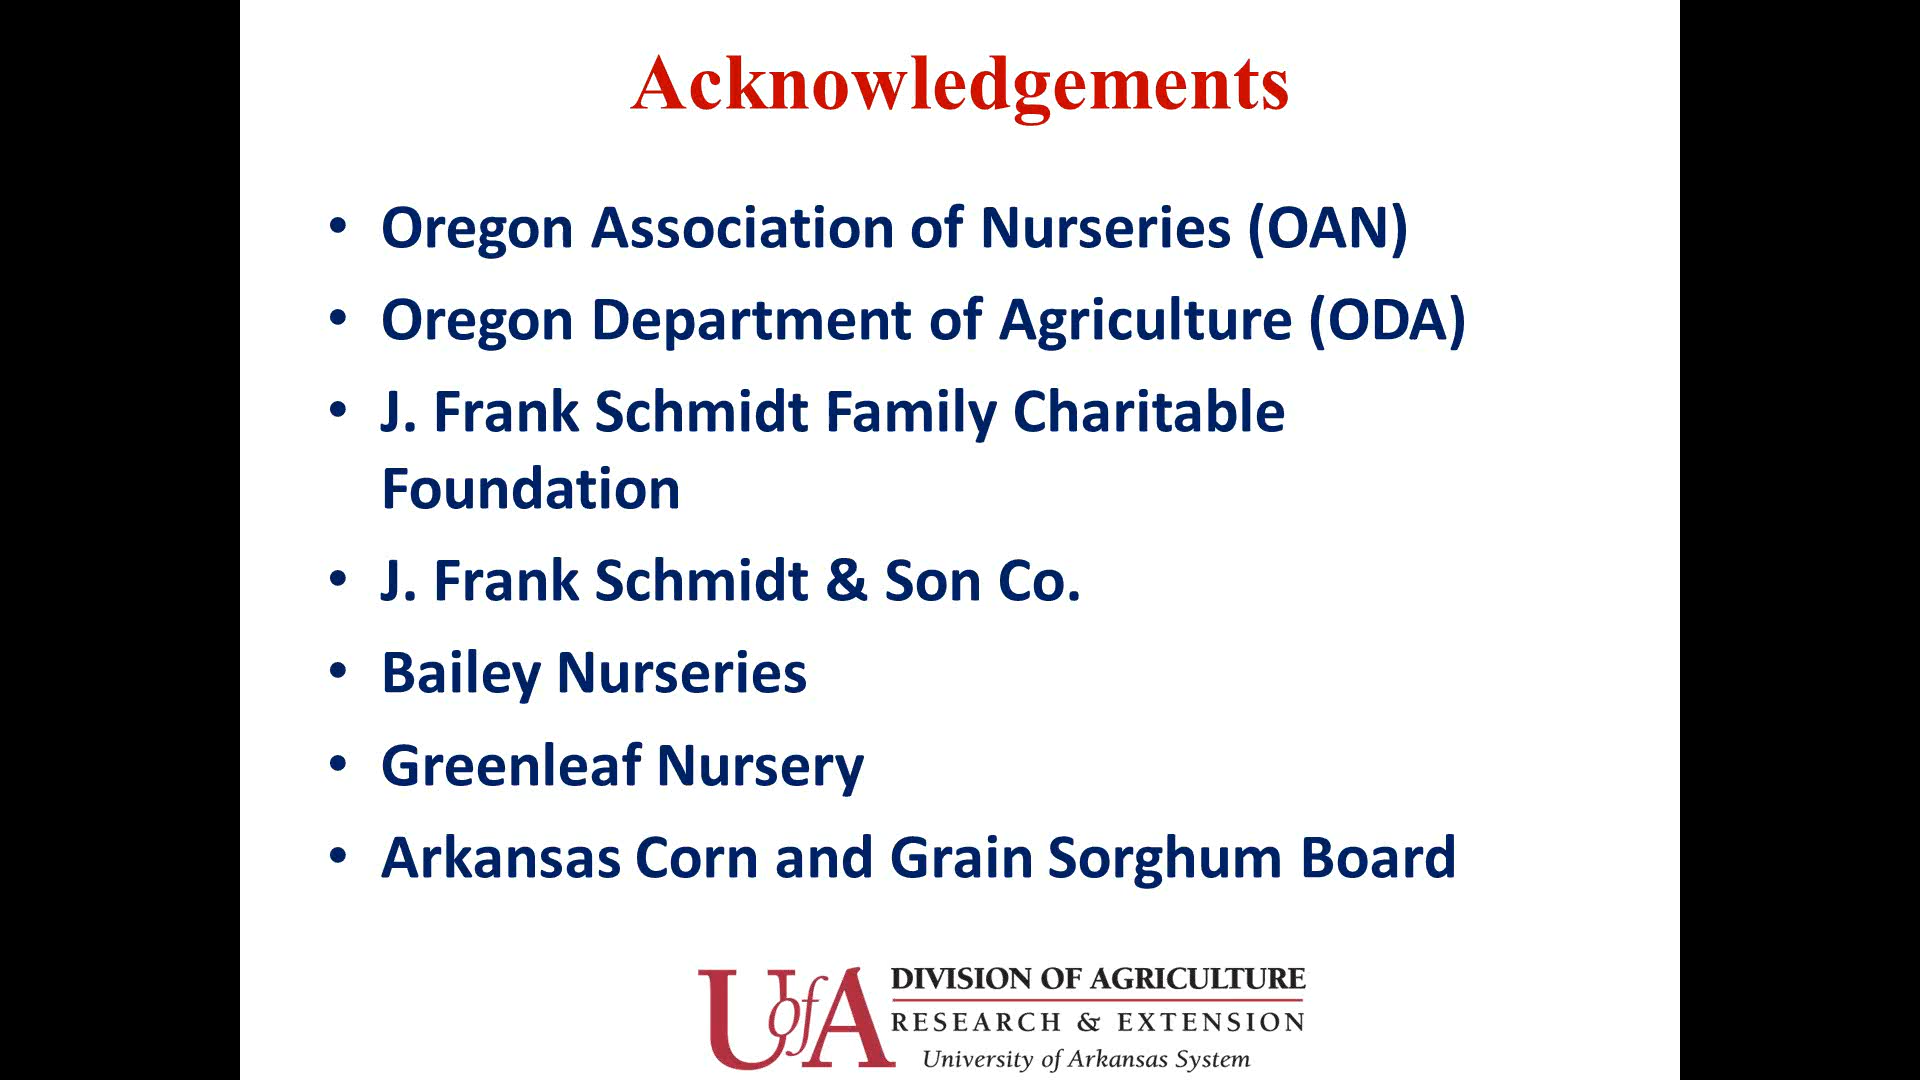 Acknowledgements
• Oregon Association of Nurseries (OAN)
• Oregon Department of Agriculture (ODA)
• J. Frank Schmidt Family Charitable
Foundation
• J. Frank Schmidt & Son Co.
• Bailey Nurseries
• Greenleaf Nursery
• Arkansas Corn and Grain Sorghum Board
UofA
DIVISION OF AGRICULTURE
RESEARCH & EXTENSION
University of Arkansas System